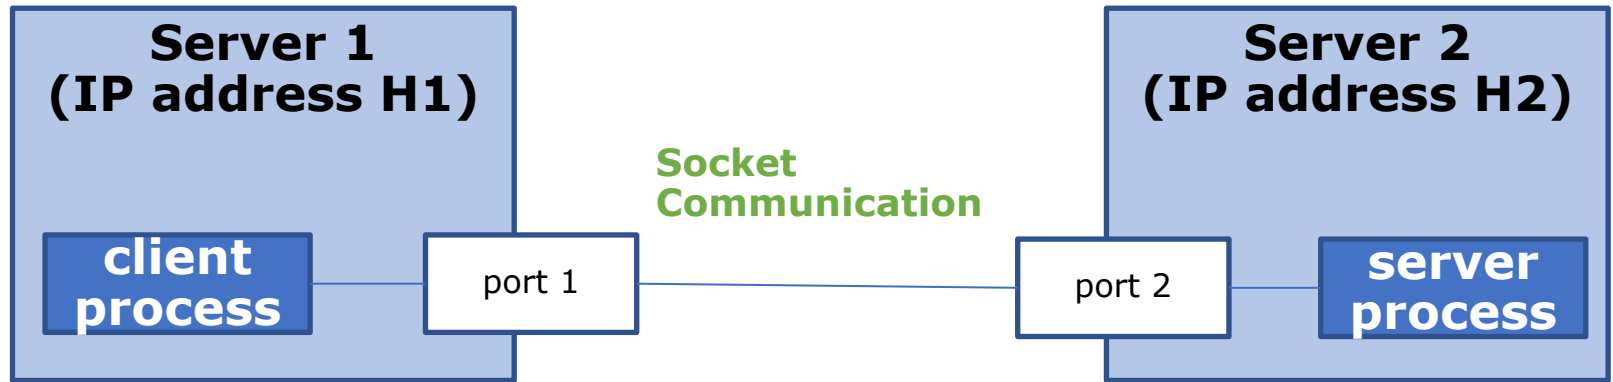 Server 1
(IP address H1)
Server 2
(IP address H2)
Socket
Communication
client
process
port 1
port 2
server
process